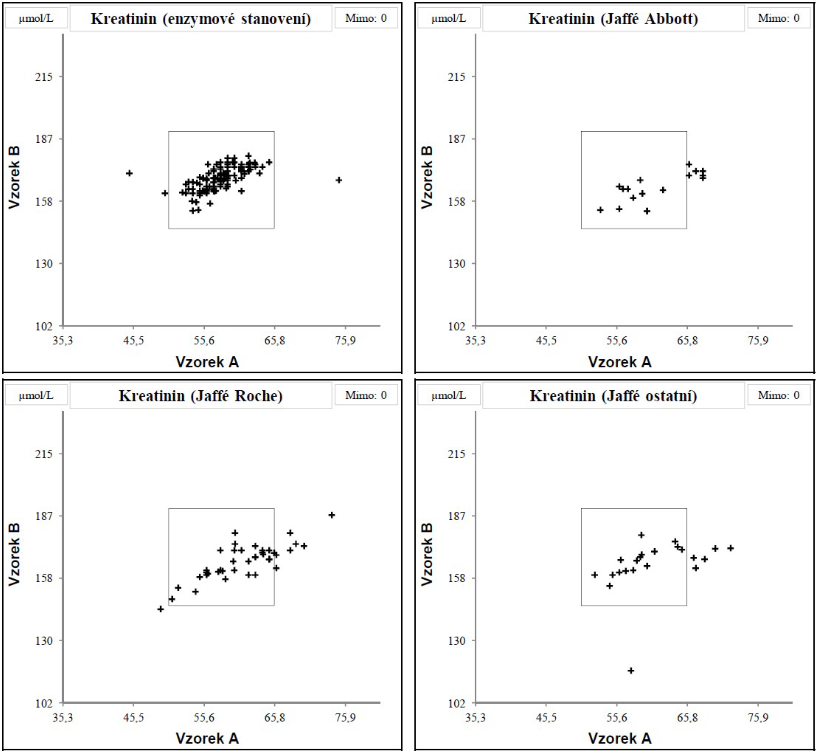 µmol/L Kreatinin (enzymové stanovení) Mimo: 0
215
187
158
130
102
Vzorek B
35,3 45,5 55,6 65,8 75,9
Vzorek A
µmol/L Kreatinin (Jaffé Abbott) Mimo: 0
215
187
158
130
102
Vzorek B
35,3 45,5 55,6 65,8 75,9
Vzorek A
µmol/L Kreatinin (Jaffé Roche) Mimo: 0
215
187
158
130
102
Vzorek B
35,3 45,5 55,6 65,8 75,9
Vzorek A
µmol/L Kreatinin (Jaffé ostatní) Mimo: 0
215
187
158
130
102
Vzorek B
35,3 45,5 55,6 65,8 75,9
Vzorek A